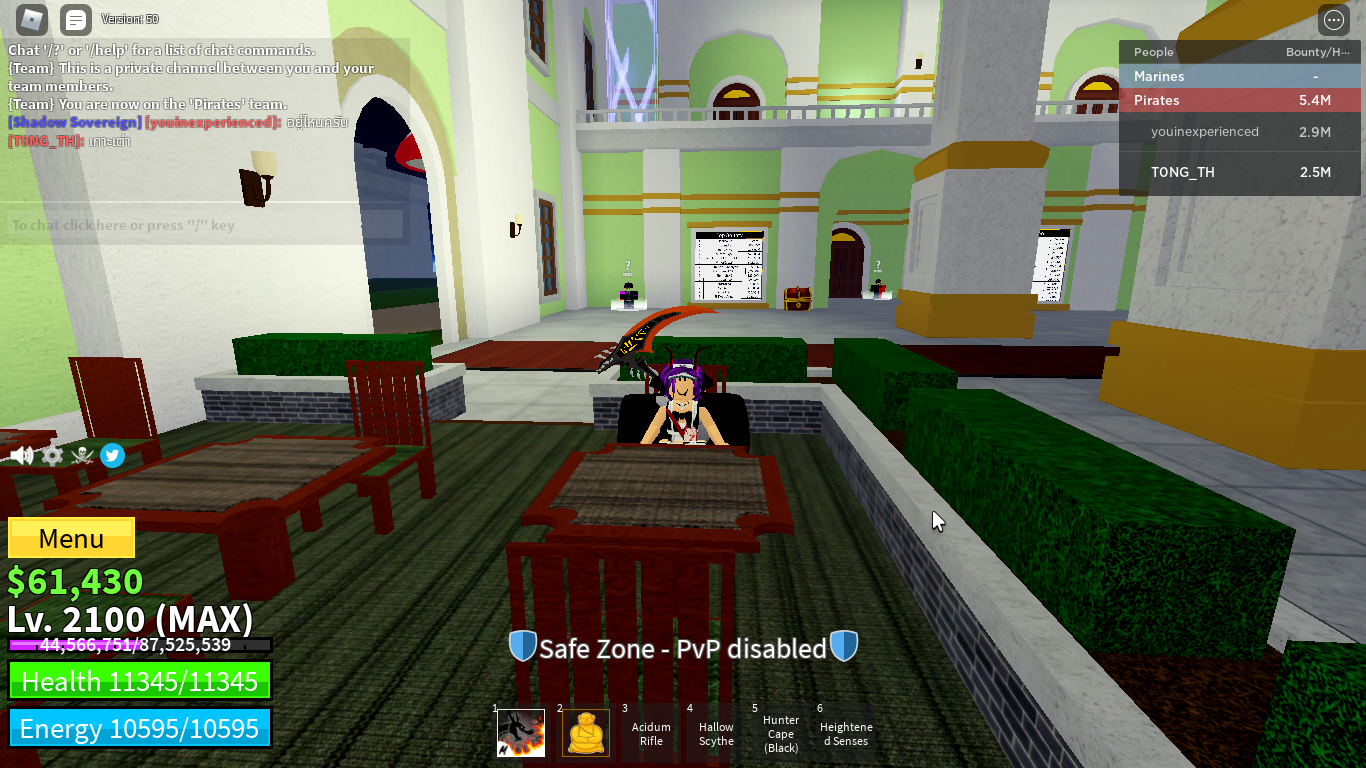 Version: 50
Chat '/?' or '/help' for a list of chat commands.
{Team} This is a private channel between you and your
team members.
{Team} You are now on the 'Pirates' team.
[Shadow Sovereign] [youinexperienced]: อยู่ไหนครับ
[T0NG_TH]: เกาะเต่า
To chat click here or press "/" key
People Bounty/H...
Marines -
Pirates 5.4M
youinexperienced 2.9M
T0NG_TH 2.5M
?
?
Menu
$61,430
Lv. 2100 (MAX)
44,566,751/87,525,539
Health 11345/11345
Energy 10595/10595
Safe Zone - PvP disabled
1
2
3
Acidum
Rifle
4
Hallow
Scythe
5
Hunter
Cape
(Black)
6
Heightene
d Senses